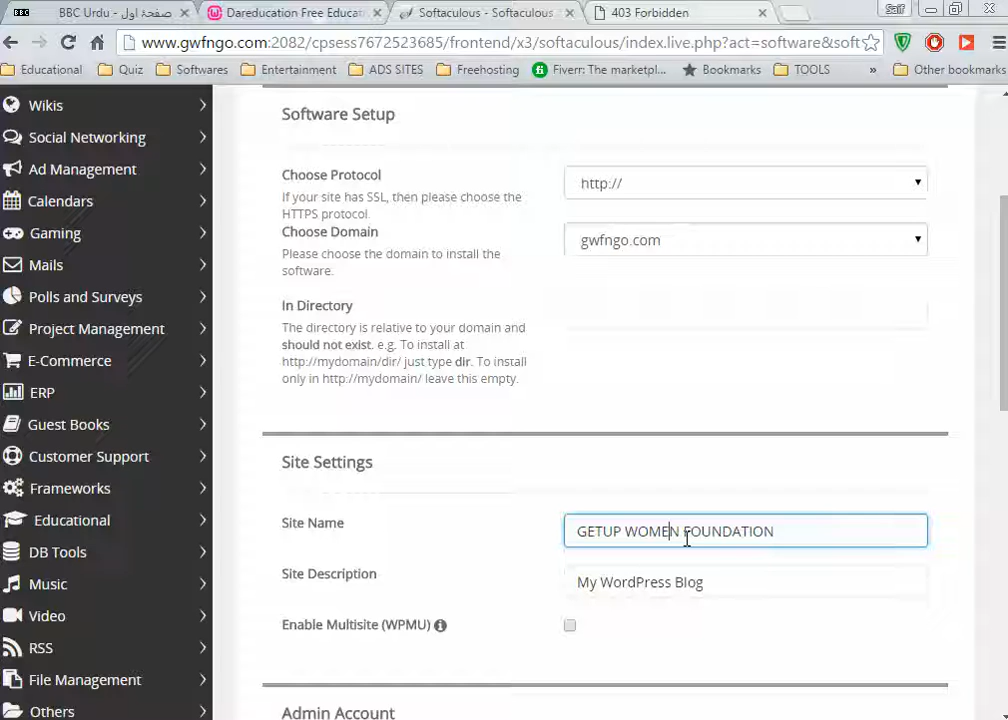 BBC صفحۂ اول - BBC Urdu
Dareducation Free Educat
Softaculous - Softaculous
403 Forbidden
Saif
www.gwfngo.com:2082/cpsess7672523685/frontend/x3/softaculous/index.live.php?act=software&soft
Educational Quiz Softwares Entertainment ADS SITES Freehosting Fiverr: The marketpl... Bookmarks TOOLS » Other bookmarks
Wikis
Social Networking
Ad Management
Calendars
Gaming
Mails
Polls and Surveys
Project Management
E-Commerce
ERP
Guest Books
Customer Support
Frameworks
Educational
DB Tools
Music
Video
RSS
File Management
Others
Software Setup
Choose Protocol
If your site has SSL, then please choose the
HTTPS protocol.
http://
Choose Domain
Please choose the domain to install the
software.
gwfngo.com
In Directory
The directory is relative to your domain and
should not exist. e.g. To install at
http://mydomain/dir/ just type dir. To install
only in http://mydomain/ leave this empty.
Site Settings
Site Name
GETUP WOMEN FOUNDATION
Site Description
My WordPress Blog
Enable Multisite (WPMU)
Admin Account